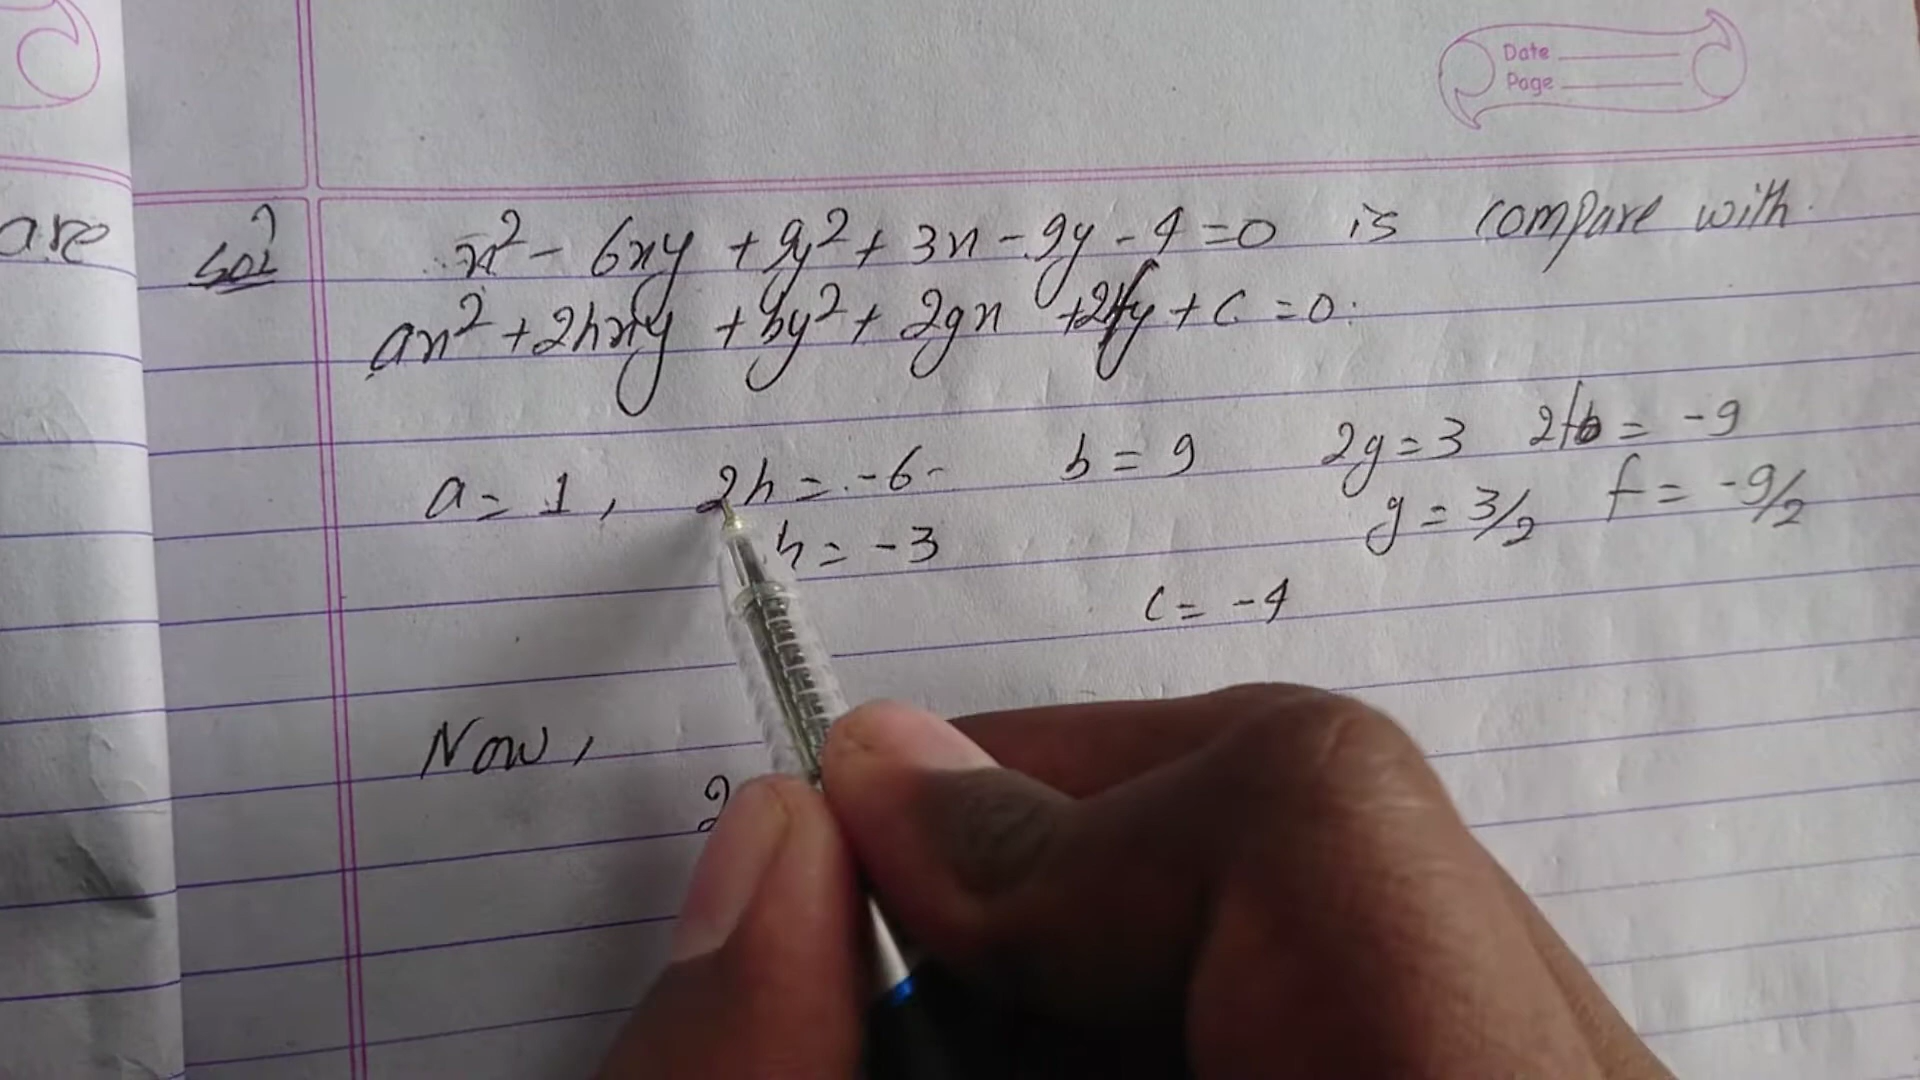 Date
Page
are
Sol
x² - 6xy + 9y² + 3x - 9y - 4 = 0 is compare with
ax² + 2hxy + by² + 2gx + 2fy + c = 0
a = 1, 2h = -6 b = 9 2g = 3 2f = -9
h = -3 g = 3/2 f = -9/2
c = -4
Now,
2